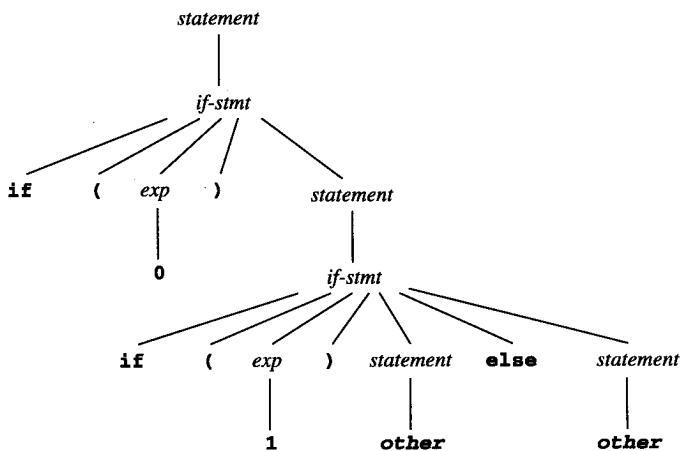 statement
if-stmt
if ( exp ) statement
0
if-stmt
if ( exp ) statement else statement
1 other other